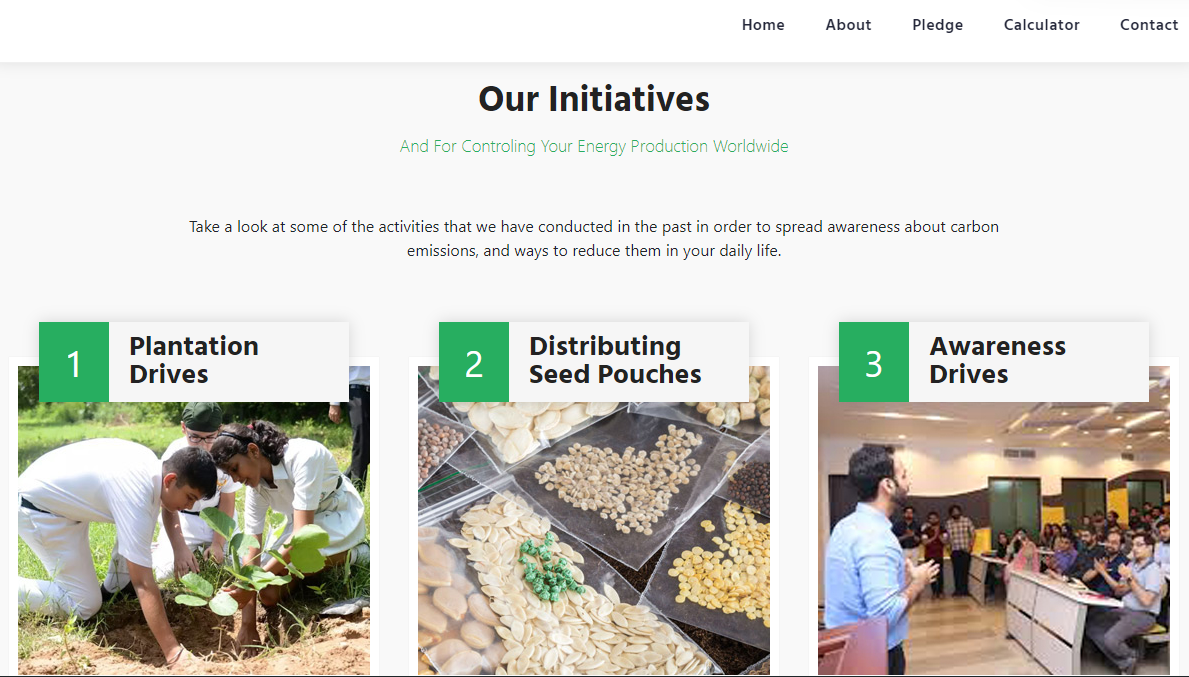 Home About Pledge Calculator Contact
Our Initiatives
And For Controling Your Energy Production Worldwide
Take a look at some of the activities that we have conducted in the past in order to spread awareness about carbon
emissions, and ways to reduce them in your daily life.
1
Plantation
Drives
2
Distributing
Seed Pouches
3
Awareness
Drives